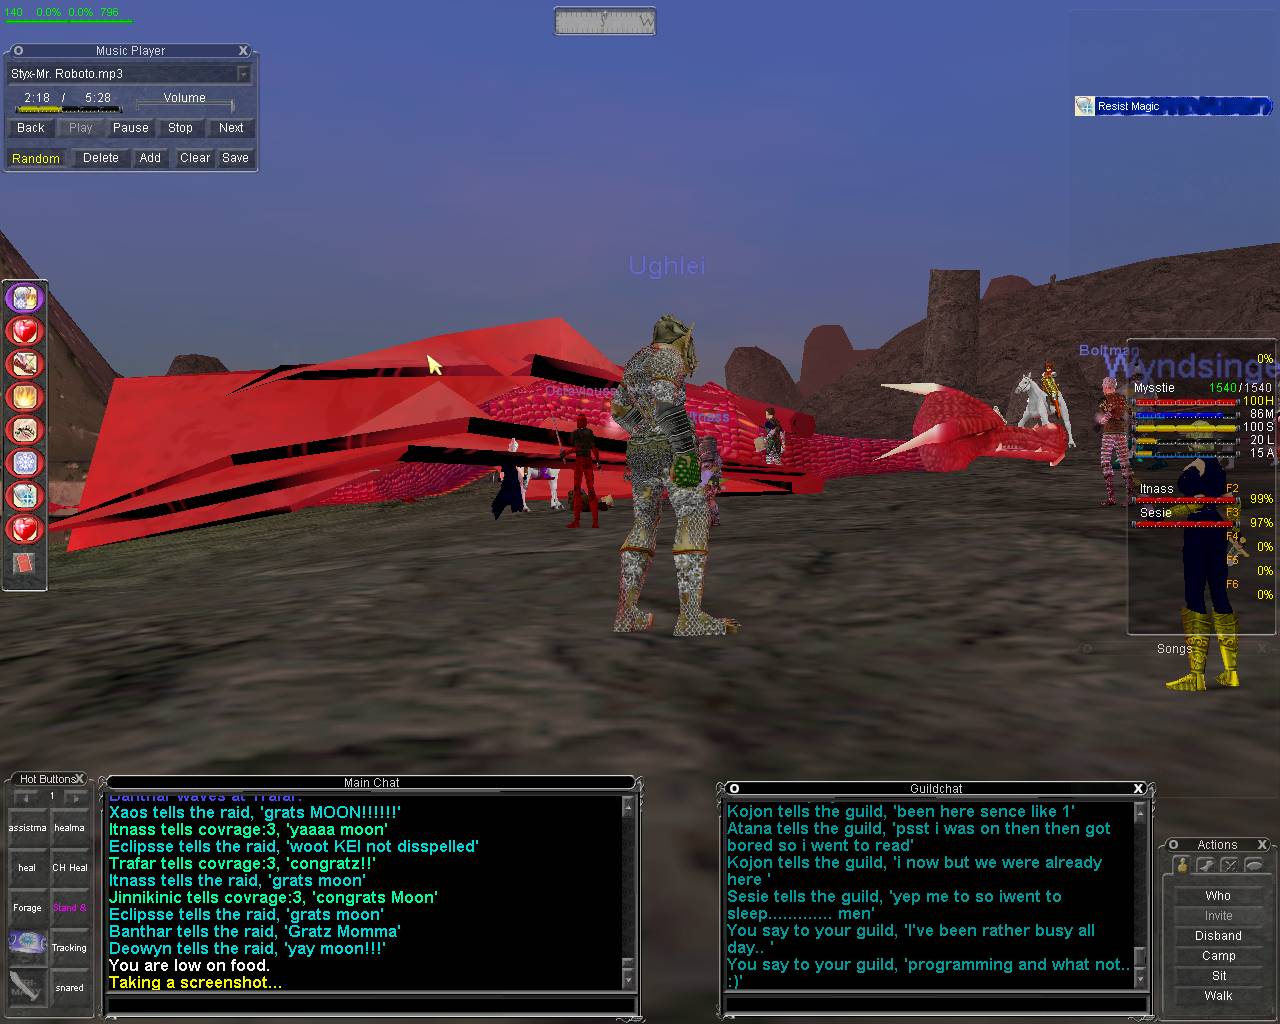 140 0.0% 0.0% 796
W
O Music Player X
Styx-Mr. Roboto.mp3
2:18 / 5:28 Volume
Back Play Pause Stop Next
Random Delete Add Clear Save
Resist Magic
Ughlei
Boltman
Wyndsinge
0%
Mysstie 1540/1540
100H
86M
100S
20 L
15 A
Itnass F2
99%
Sesie F3
97%
F4
0%
F5
0%
F6
0%
Songs X
Hot Buttons X
1
assistma healma
heal CH Heal
Forage Stand &
Tracking
snared
Main Chat
Banthar waves at Trafar.
Xaos tells the raid, 'grats MOON!!!!!!'
Itnass tells covrage:3, 'yaaaa moon'
Eclipsse tells the raid, 'woot KEI not disspelled'
Trafar tells covrage:3, 'congratz!!'
Itnass tells the raid, 'grats moon'
Jinnikinic tells covrage:3, 'congrats Moon'
Eclipsse tells the raid, 'grats moon'
Banthar tells the raid, 'Gratz Momma'
Deowyn tells the raid, 'yay moon!!!'
You are low on food.
Taking a screenshot...
O Guildchat X
Kojon tells the guild, 'been here sence like 1'
Atana tells the guild, 'psst i was on then then got
bored so i went to read'
Kojon tells the guild, 'i now but we were already
here '
Sesie tells the guild, 'yep me to so iwent to
sleep............. men'
You say to your guild, 'I've been rather busy all
day.. '
You say to your guild, 'programming and what not..
:)'
O Actions X
Who
Invite
Disband
Camp
Sit
Walk